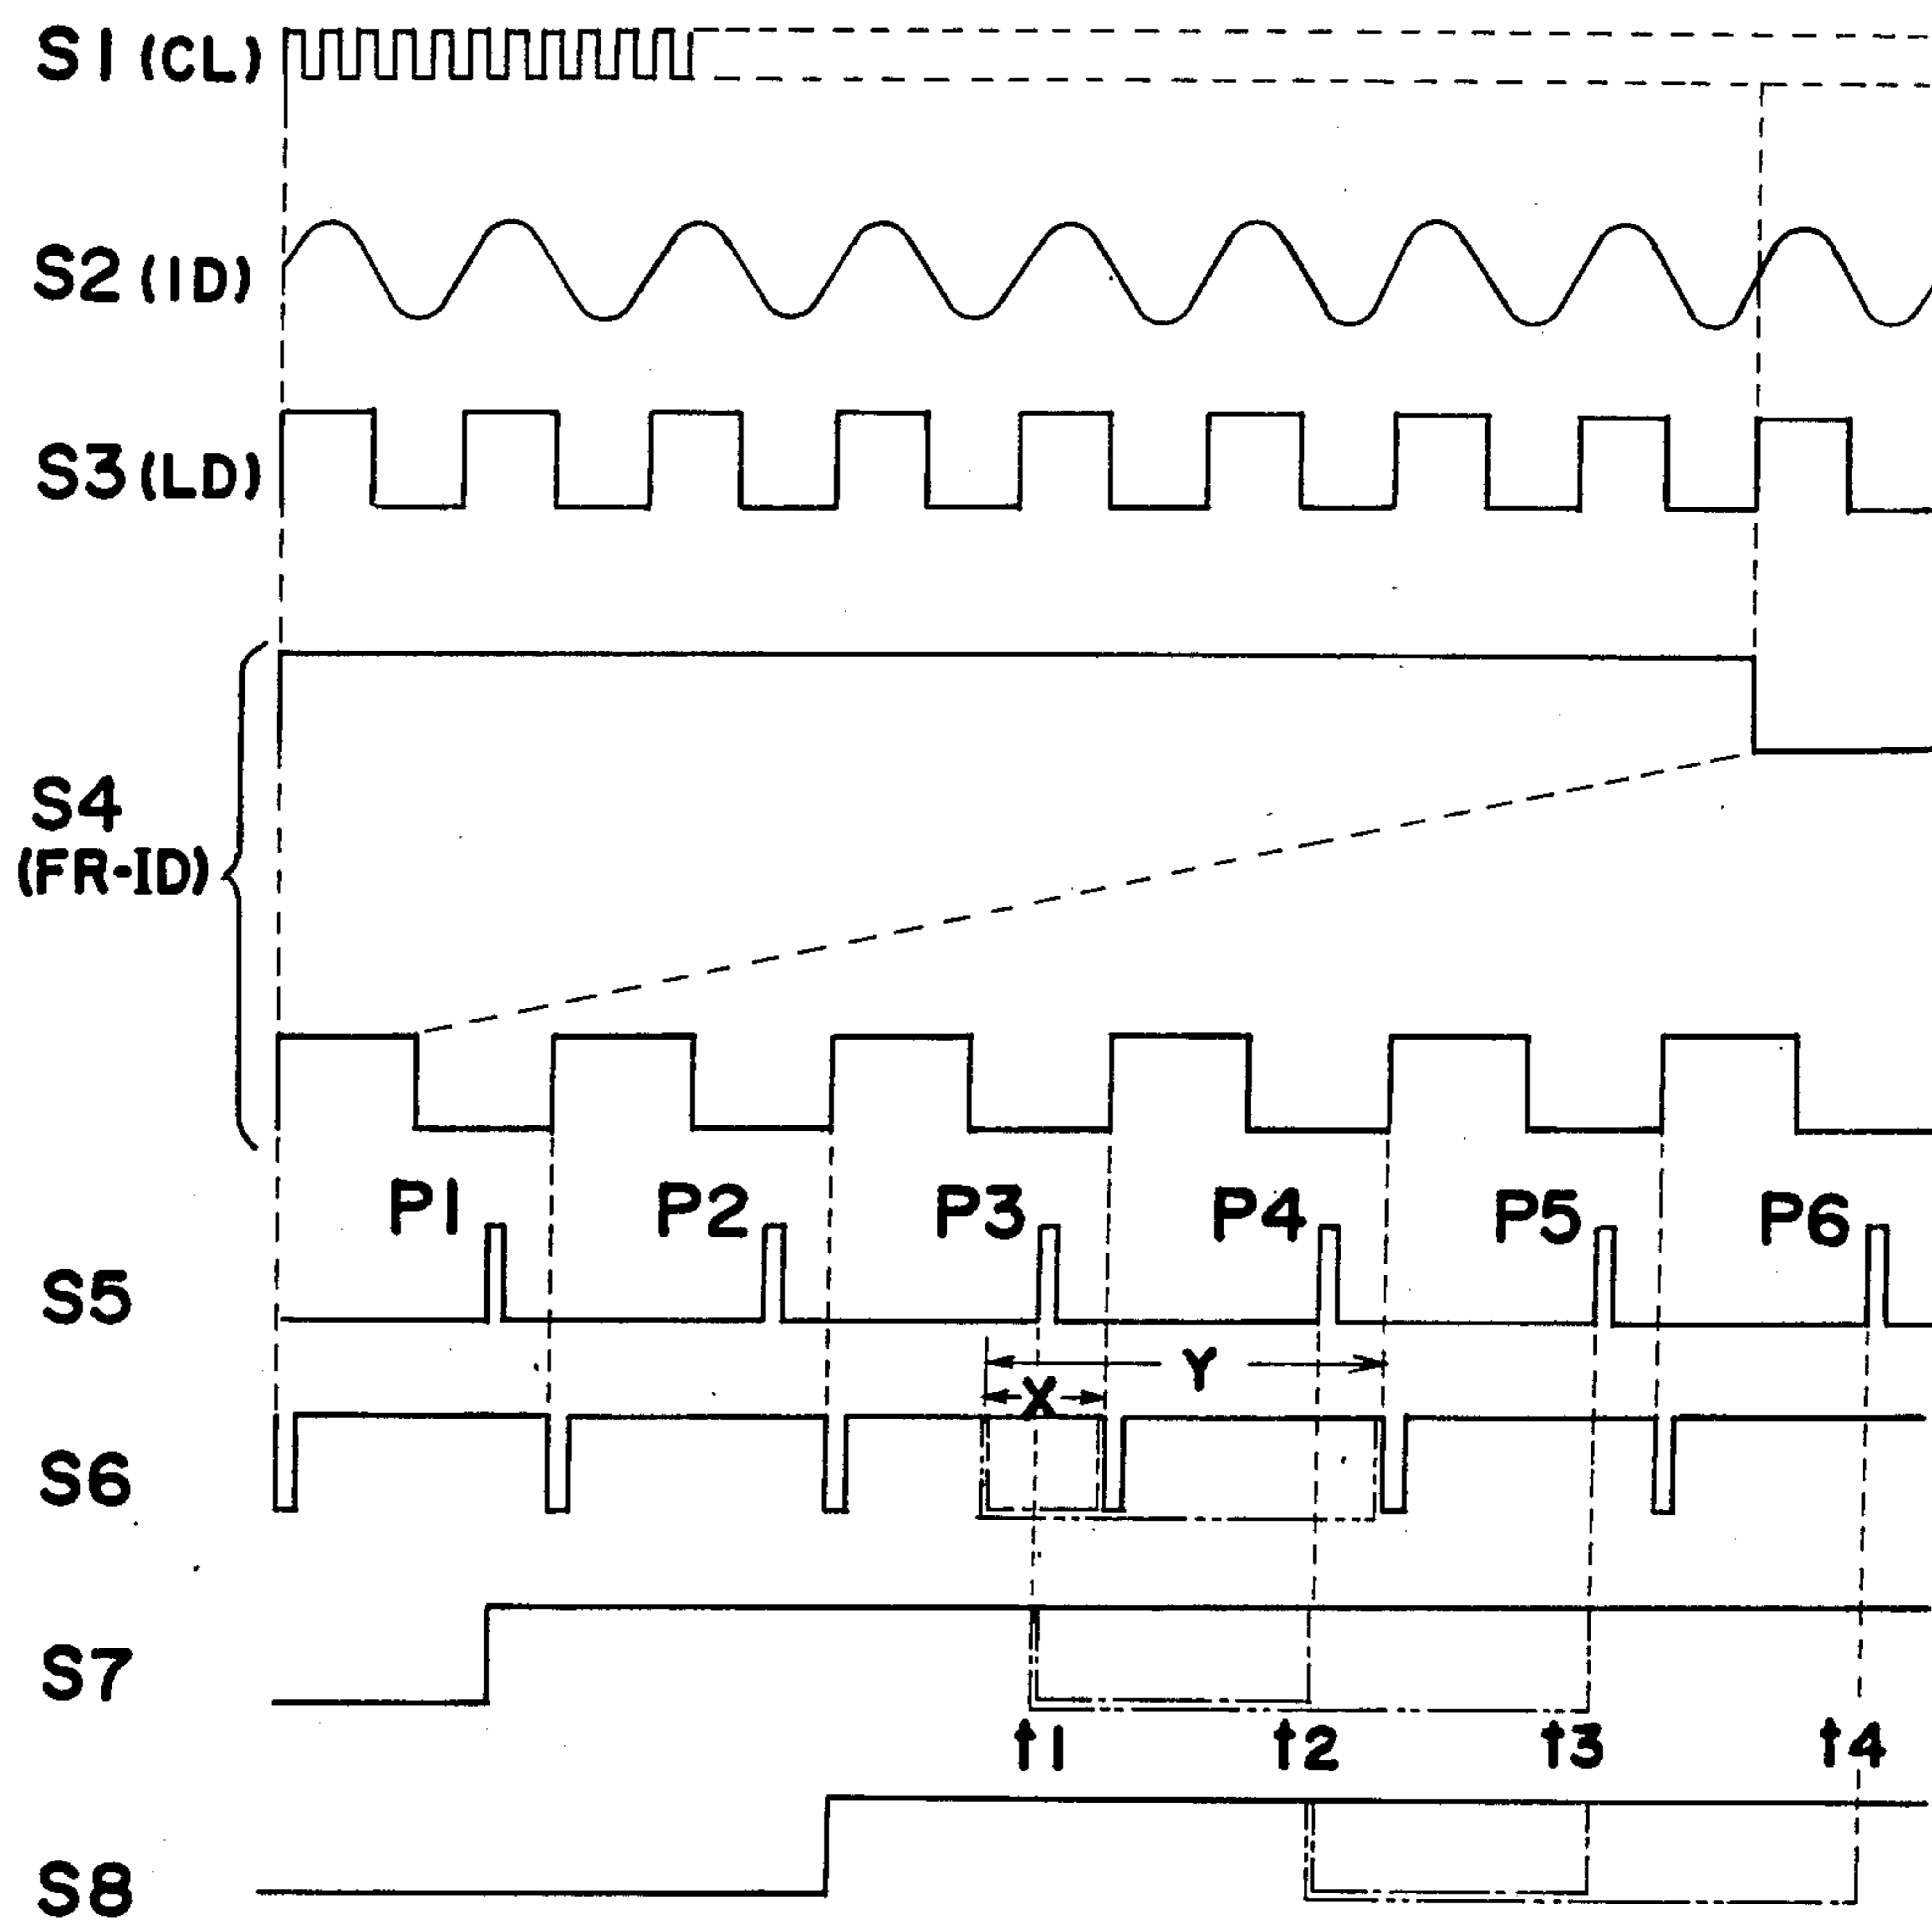 S1 (CL)
S2 (ID)
S3 (LD)
S4
(FR-ID)
P1 P2 P3 P4 P5 P6
S5
Y
X
S6
S7
t1 t2 t3 t4
S8